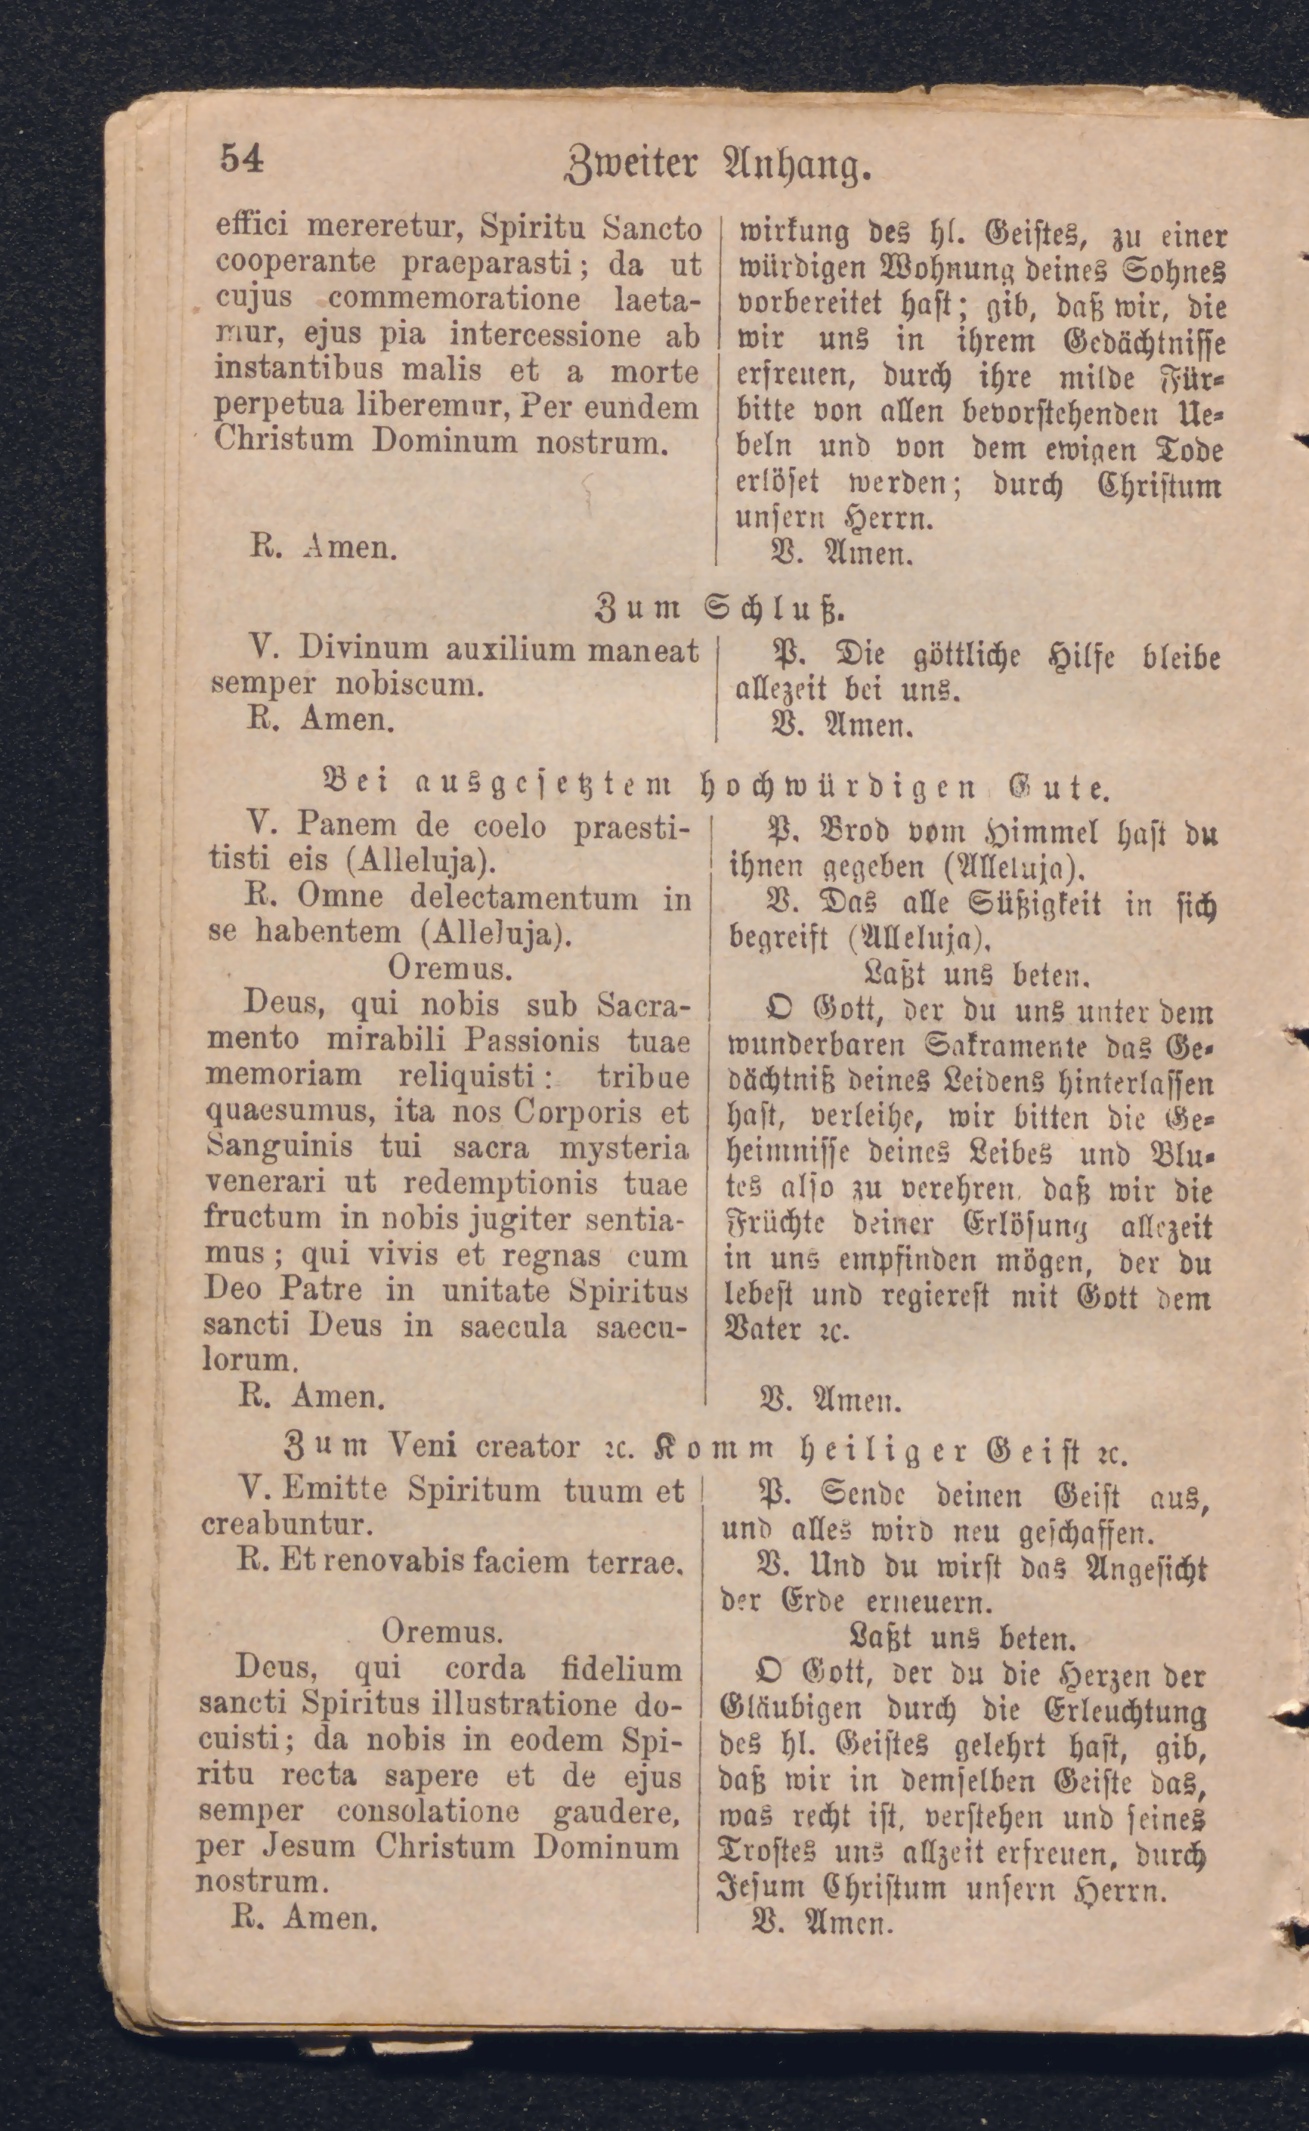 54
Zweiter Anhang.
effici mereretur, Spiritu Sancto
cooperante praeparasti; da ut
cujus commemoratione laeta-
mur, ejus pia intercessione ab
instantibus malis et a morte
perpetua liberemur, Per eundem
Christum Dominum nostrum.
R. Amen.
wirkung des hl. Geistes, zu einer
würdigen Wohnung deines Sohnes
vorbereitet hast; gib, daß wir, die
wir uns in ihrem Gedächtnisse
erfreuen, durch ihre milde Für-
bitte von allen bevorstehenden Ue-
beln und von dem ewigen Tode
erlöset werden; durch Christum
unsern Herrn.
V. Amen.
Zum Schluß.
V. Divinum auxilium maneat
semper nobiscum.
R. Amen.
P. Die göttliche Hilfe bleibe
allezeit bei uns.
V. Amen.
Bei ausgesetztem hochwürdigen Gute.
V. Panem de coelo praesti-
tisti eis (Alleluja).
R. Omne delectamentum in
se habentem (Alleluja).
Oremus.
Deus, qui nobis sub Sacra-
mento mirabili Passionis tuae
memoriam reliquisti: tribue
quaesumus, ita nos Corporis et
Sanguinis tui sacra mysteria
venerari ut redemptionis tuae
fructum in nobis jugiter sentia-
mus; qui vivis et regnas cum
Deo Patre in unitate Spiritus
sancti Deus in saecula saecu-
lorum.
R. Amen.
P. Brod vom Himmel hast du
ihnen gegeben (Alleluja).
V. Das alle Süßigkeit in sich
begreift (Alleluja).
Laßt uns beten.
O Gott, der du uns unter dem
wunderbaren Sakramente das Ge-
dächtniß deines Leidens hinterlassen
hast, verleihe, wir bitten die Ge-
heimnisse deines Leibes und Blu-
tes also zu verehren, daß wir die
Früchte deiner Erlösung allezeit
in uns empfinden mögen, der du
lebest und regierest mit Gott dem
Vater ꝛc.
V. Amen.
Zum Veni creator ꝛc. Komm heiliger Geist ꝛc.
V. Emitte Spiritum tuum et
creabuntur.
R. Et renovabis faciem terrae.
Oremus.
Deus, qui corda fidelium
sancti Spiritus illustratione do-
cuisti; da nobis in eodem Spi-
ritu recta sapere et de ejus
semper consolatione gaudere,
per Jesum Christum Dominum
nostrum.
R. Amen.
P. Sende deinen Geist aus,
und alles wird neu geschaffen.
V. Und du wirst das Angesicht
der Erde erneuern.
Laßt uns beten.
O Gott, der du die Herzen der
Gläubigen durch die Erleuchtung
des hl. Geistes gelehrt hast, gib,
daß wir in demselben Geiste das,
was recht ist, verstehen und seines
Trostes uns allzeit erfreuen, durch
Jesum Christum unsern Herrn.
V. Amen.